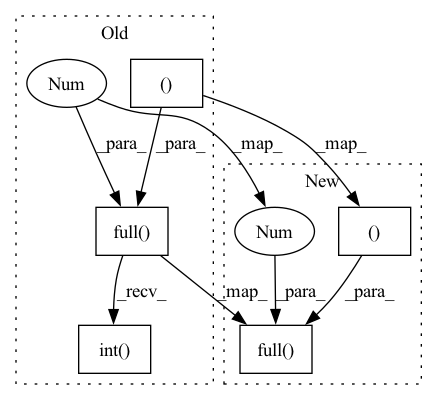 Old
Num
()
_para_
_para_
_map_
_map_
New
full()
Num
()
_recv_
_map_
_para_
_para_
int()
full()